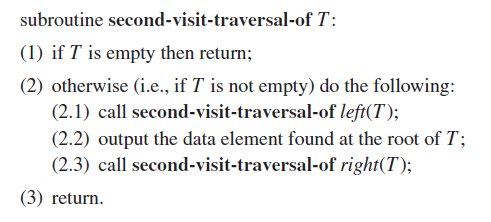 subroutine second-visit-traversal-of T:
(1) if T is empty then return;
(2) otherwise (i.e., if T is not empty) do the following:
(2.1) call second-visit-traversal-of left(T);
(2.2) output the data element found at the root of T;
(2.3) call second-visit-traversal-of right(T);
(3) return.